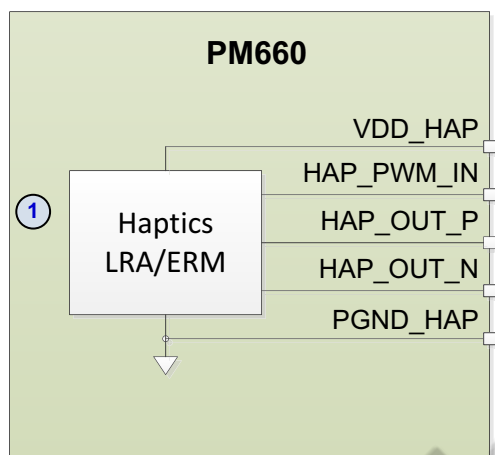 PM660
VDD_HAP
HAP_PWM_IN
1
Haptics
LRA/ERM
HAP_OUT_P
HAP_OUT_N
PGND_HAP